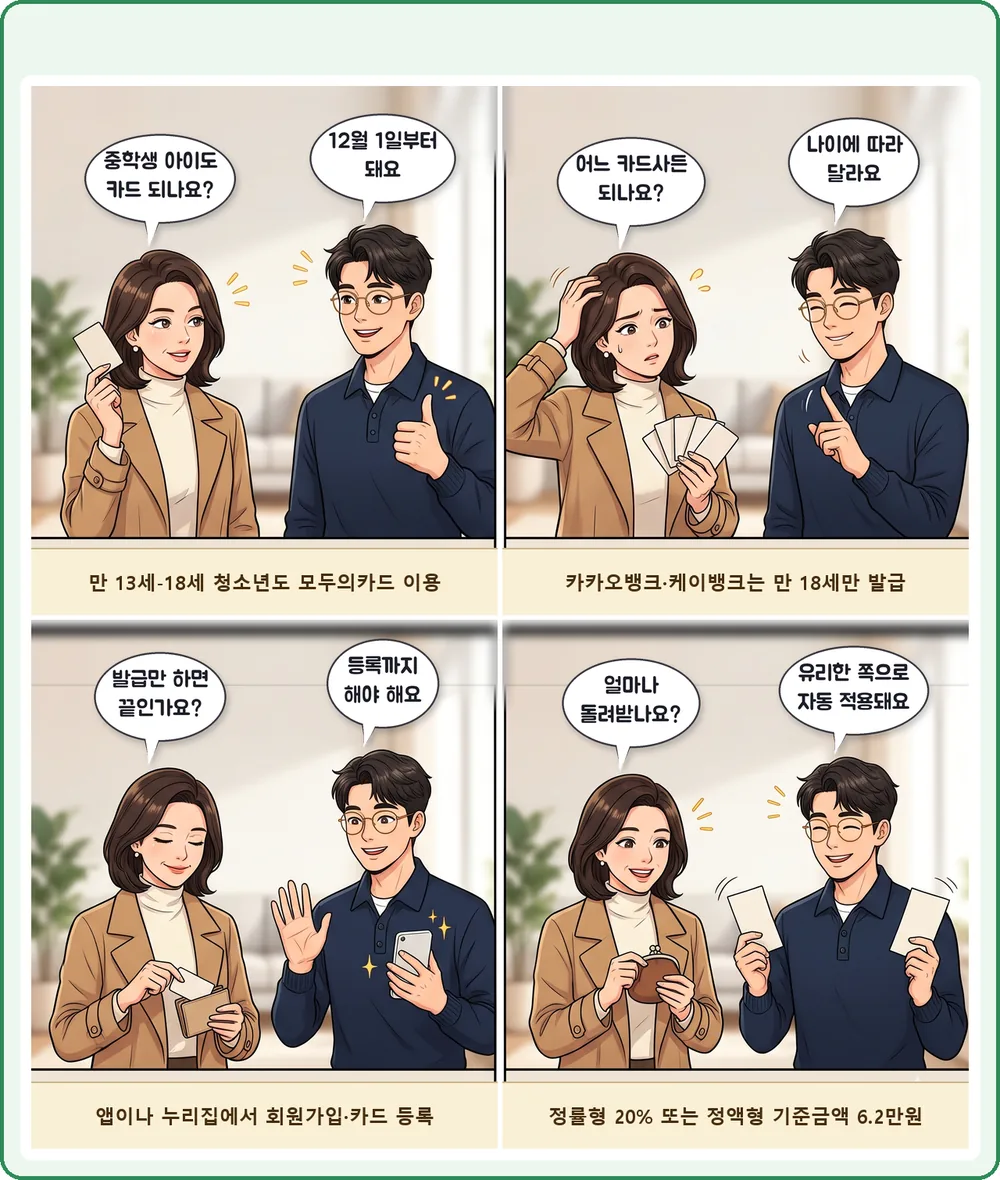 중학생 아이도
카드 되나요?
12월 1일부터
돼요
만 13세-18세 청소년도 모두의카드 이용
어느 카드사든
되나요?
나이에 따라
달라요
카카오뱅크·케이뱅크는 만 18세만 발급
발급만 하면
끝인가요?
등록까지
해야 해요
앱이나 누리집에서 회원가입·카드 등록
얼마나
돌려받나요?
유리한 쪽으로
자동 적용돼요
정률형 20% 또는 정액형 기준금액 6.2만원